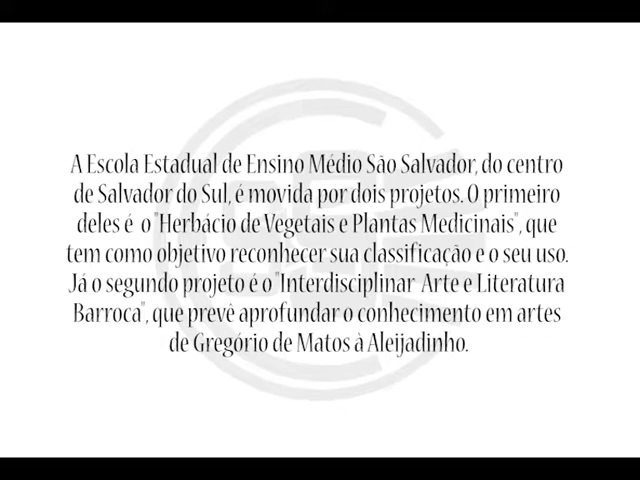 A Escola Estadual de Ensino Médio São Salvador, do centro
de Salvador do Sul, é movida por dois projetos. O primeiro
deles é o "Herbácio de Vegetais e Plantas Medicinais", que
tem como objetivo reconhecer sua classificação e o seu uso.
Já o segundo projeto é o "Interdisciplinar Arte e Literatura
Barroca", que prevê aprofundar o conhecimento em artes
de Gregório de Matos à Aleijadinho.